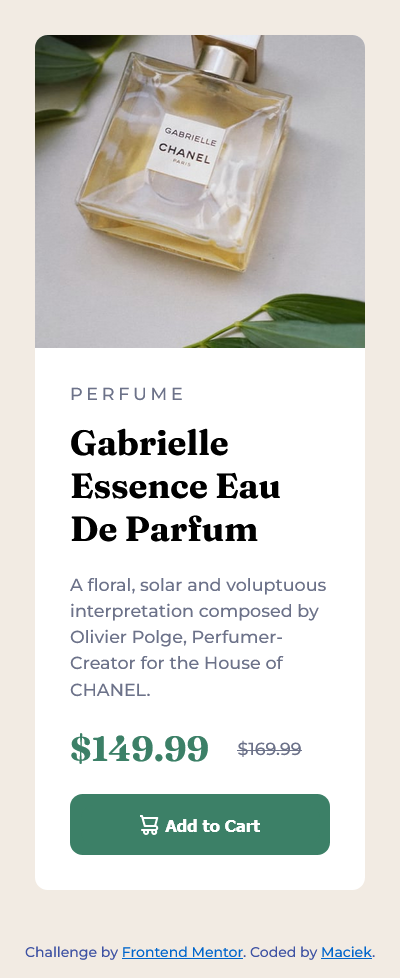 GABRIELLE
CHANEL
PARIS
PERFUME
Gabrielle
Essence Eau
De Parfum
A floral, solar and voluptuous
interpretation composed by
Olivier Polge, Perfumer-
Creator for the House of
CHANEL.
$149.99 $169.99
Add to Cart
Challenge by Frontend Mentor. Coded by Maciek.